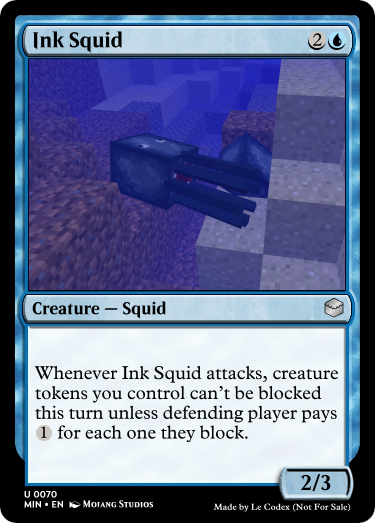 Ink Squid 2
Creature — Squid
Whenever Ink Squid attacks, creature
tokens you control can't be blocked
this turn unless defending player pays
1 for each one they block.
2/3
U 0070
MIN • EN Mojang Studios
Made by Le Codex (Not For Sale)